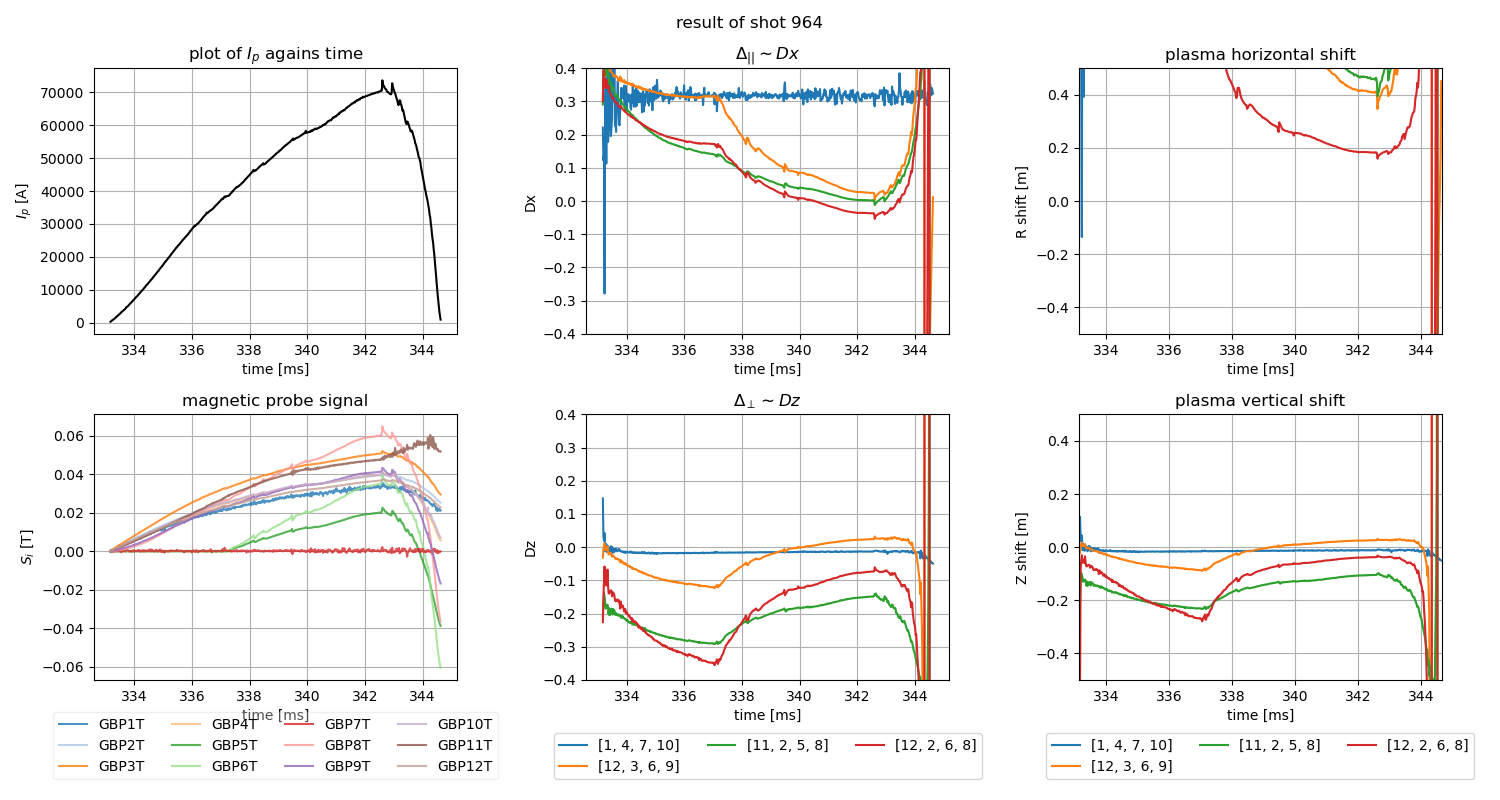 result of shot 964
plot of $I_p$ agains time
70000
60000
50000
40000
30000
20000
10000
0
I_p [A]
334 336 338 340 342 344
time [ms]
Δ_{||} ∼ Dx
0.4
0.3
0.2
0.1
0.0
−0.1
−0.2
−0.3
−0.4
Dx
334 336 338 340 342 344
time [ms]
plasma horizontal shift
0.4
0.2
0.0
−0.2
−0.4
R shift [m]
334 336 338 340 342 344
time [ms]
magnetic probe signal
0.06
0.04
0.02
0.00
−0.02
−0.04
−0.06
S_i [T]
334 336 338 340 342 344
time [ms]
GBP1T GBP4T GBP7T GBP10T
GBP2T GBP5T GBP8T GBP11T
GBP3T GBP6T GBP9T GBP12T
Δ_⊥ ∼ Dz
0.4
0.3
0.2
0.1
0.0
−0.1
−0.2
−0.3
−0.4
Dz
334 336 338 340 342 344
time [ms]
[1, 4, 7, 10] [11, 2, 5, 8] [12, 2, 6, 8]
[12, 3, 6, 9]
plasma vertical shift
0.4
0.2
0.0
−0.2
−0.4
Z shift [m]
334 336 338 340 342 344
time [ms]
[1, 4, 7, 10] [11, 2, 5, 8] [12, 2, 6, 8]
[12, 3, 6, 9]